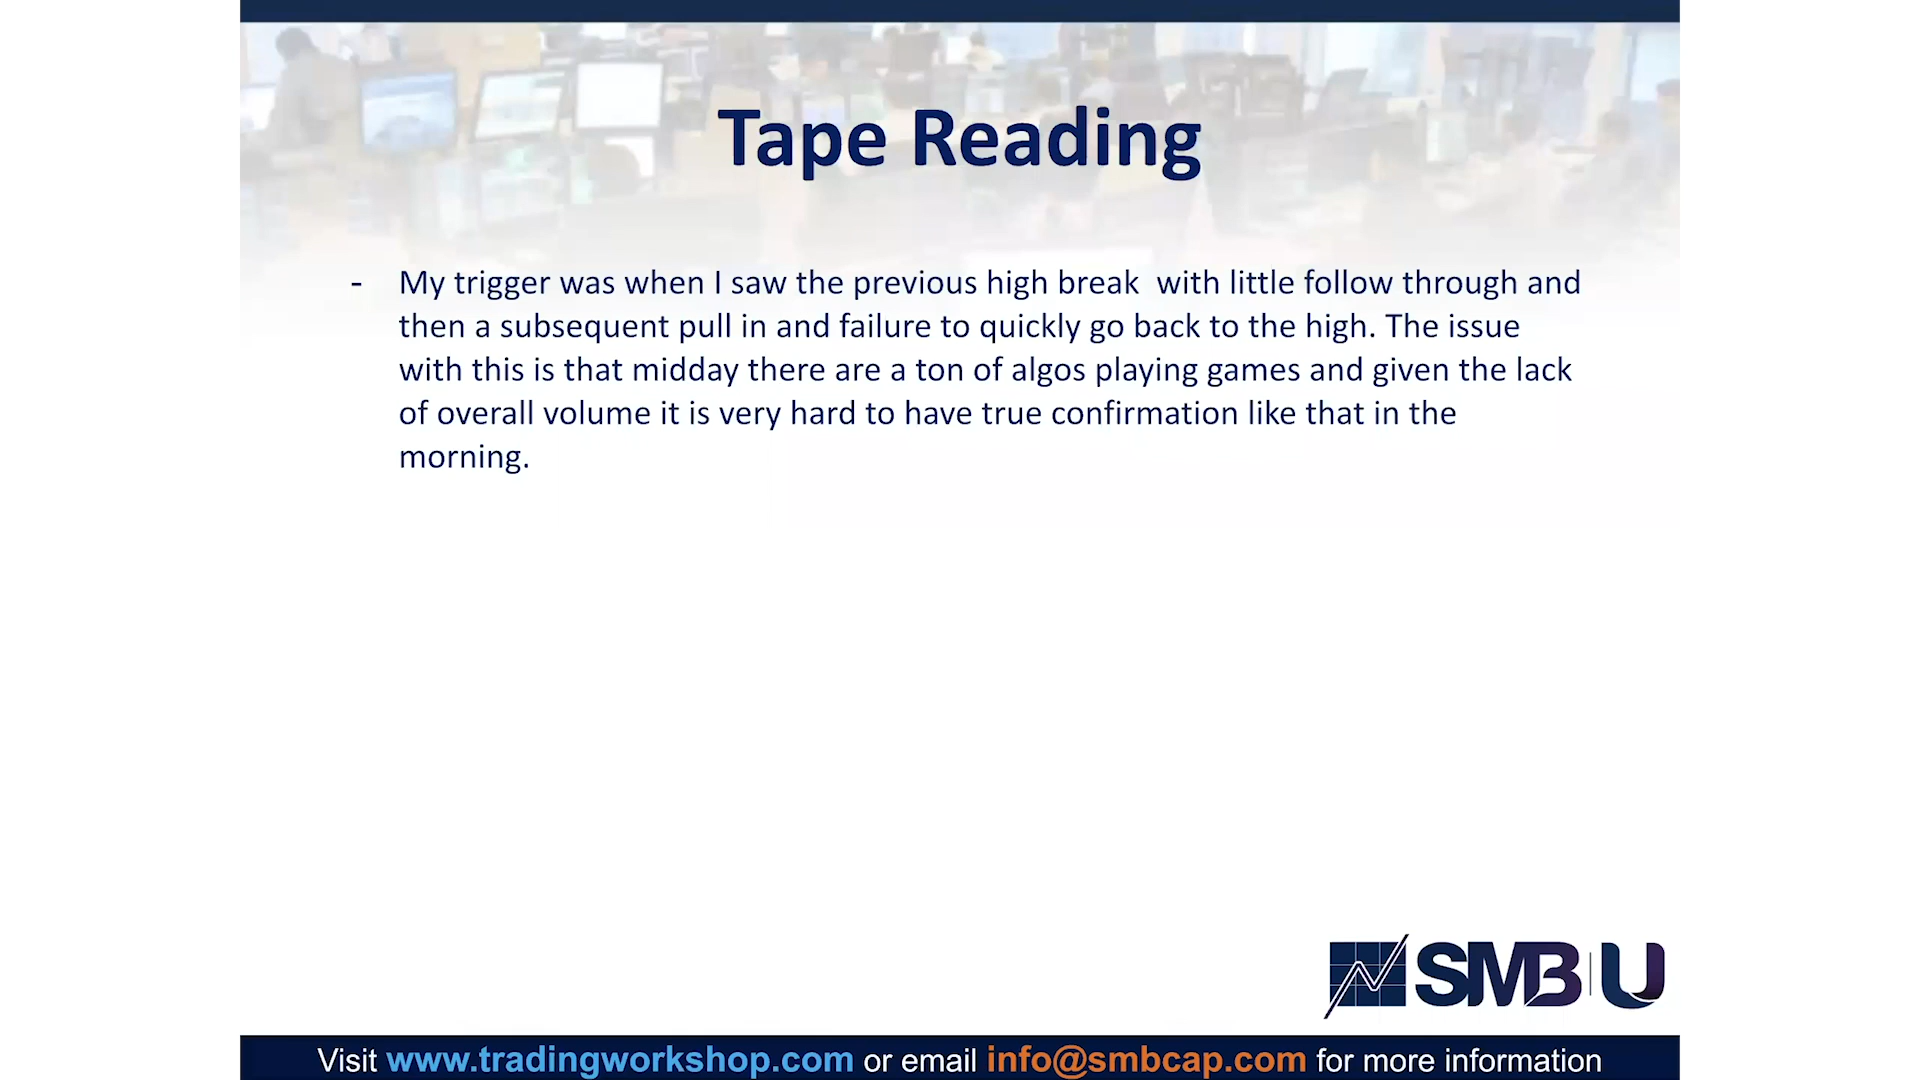 Tape Reading
- My trigger was when I saw the previous high break  with little follow through and
then a subsequent pull in and failure to quickly go back to the high. The issue
with this is that midday there are a ton of algos playing games and given the lack
of overall volume it is very hard to have true confirmation like that in the
morning.
SMB U
Visit www.tradingworkshop.com or email info@smbcap.com for more information